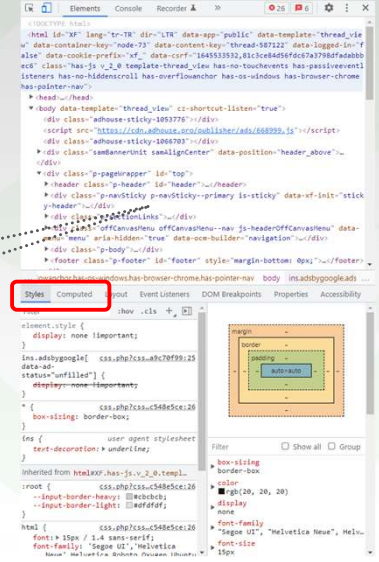 Elements Console Recorder » 26 6
<!DOCTYPE html>
<html id="XF" lang="tr-TR" dir="LTR" data-app="public" data-template="thread_vie
w" data-container-key="node-73" data-content-key="thread-587122" data-logged-in="f
alse" data-cookie-prefix="xf_" data-csrf="1645533532,81c3ce84d56fdc67a3798dfadabbb
ec6" class="has-js v_2_0 template-thread_view has-no-touchevents has-passiveeventl
isteners has-no-hiddenscroll has-overflowanchor has-os-windows has-browser-chrome
has-pointer-nav">
<head>…</head>
<body data-template="thread_view" cz-shortcut-listen="true">
<div class="adhouse-sticky-1053776"></div>
<script src="https://cdn.adhouse.pro/publisher/ads/668999.js"></script>
<div class="adhouse-sticky-1066703"></div>
<div class="samBannerUnit samAlignCenter" data-position="header_above">…
</div>
<div class="p-pageWrapper" id="top">
<header class="p-header" id="header">…</header>
<div class="p-navSticky p-navSticky--primary is-sticky" data-xf-init="stick
y-header">…</div>
<div class="p-sectionLinks">…</div>
<div class="offCanvasMenu offCanvasMenu--nav js-headerOffCanvasMenu" data-
menu="menu" aria-hidden="true" data-ocm-builder="navigation">…</div>
<div class="p-body">…</div>
<footer class="p-footer" id="footer" style="margin-bottom: 0px;">…</footer>
owanchor.has-os-windows.has-browser-chrome.has-pointer-nav body ins.adsbygoogle.ads ...
Styles Computed Layout Event Listeners DOM Breakpoints Properties Accessibility
Filter :hov .cls +
element.style {
display: none !important;
}
ins.adsbygoogle[ css.php?css…a9c70f99:25
data-ad-
status="unfilled"] {
display: none !important;
}
* { css.php?css…c548e5ce:26
box-sizing: border-box;
}
ins { user agent stylesheet
text-decoration: underline;
}
Inherited from html#XF.has-js.v_2_0.templ…
:root { css.php?css…c548e5ce:26
--input-border-heavy: #cbcbcb;
--input-border-light: #dfdfdf;
}
html { css.php?css…c548e5ce:26
font: 15px / 1.4 sans-serif;
font-family: 'Segoe UI','Helvetica
Neue',Helvetica,Roboto,Oxygen,Ubuntu
margin -
border -
padding -
- - - auto×auto - - -
-
-
-
Filter Show all Group
box-sizing
border-box
color
rgb(20, 20, 20)
display
none
font-family
"Segoe UI", "Helvetica Neue", Helv…
font-size
15px